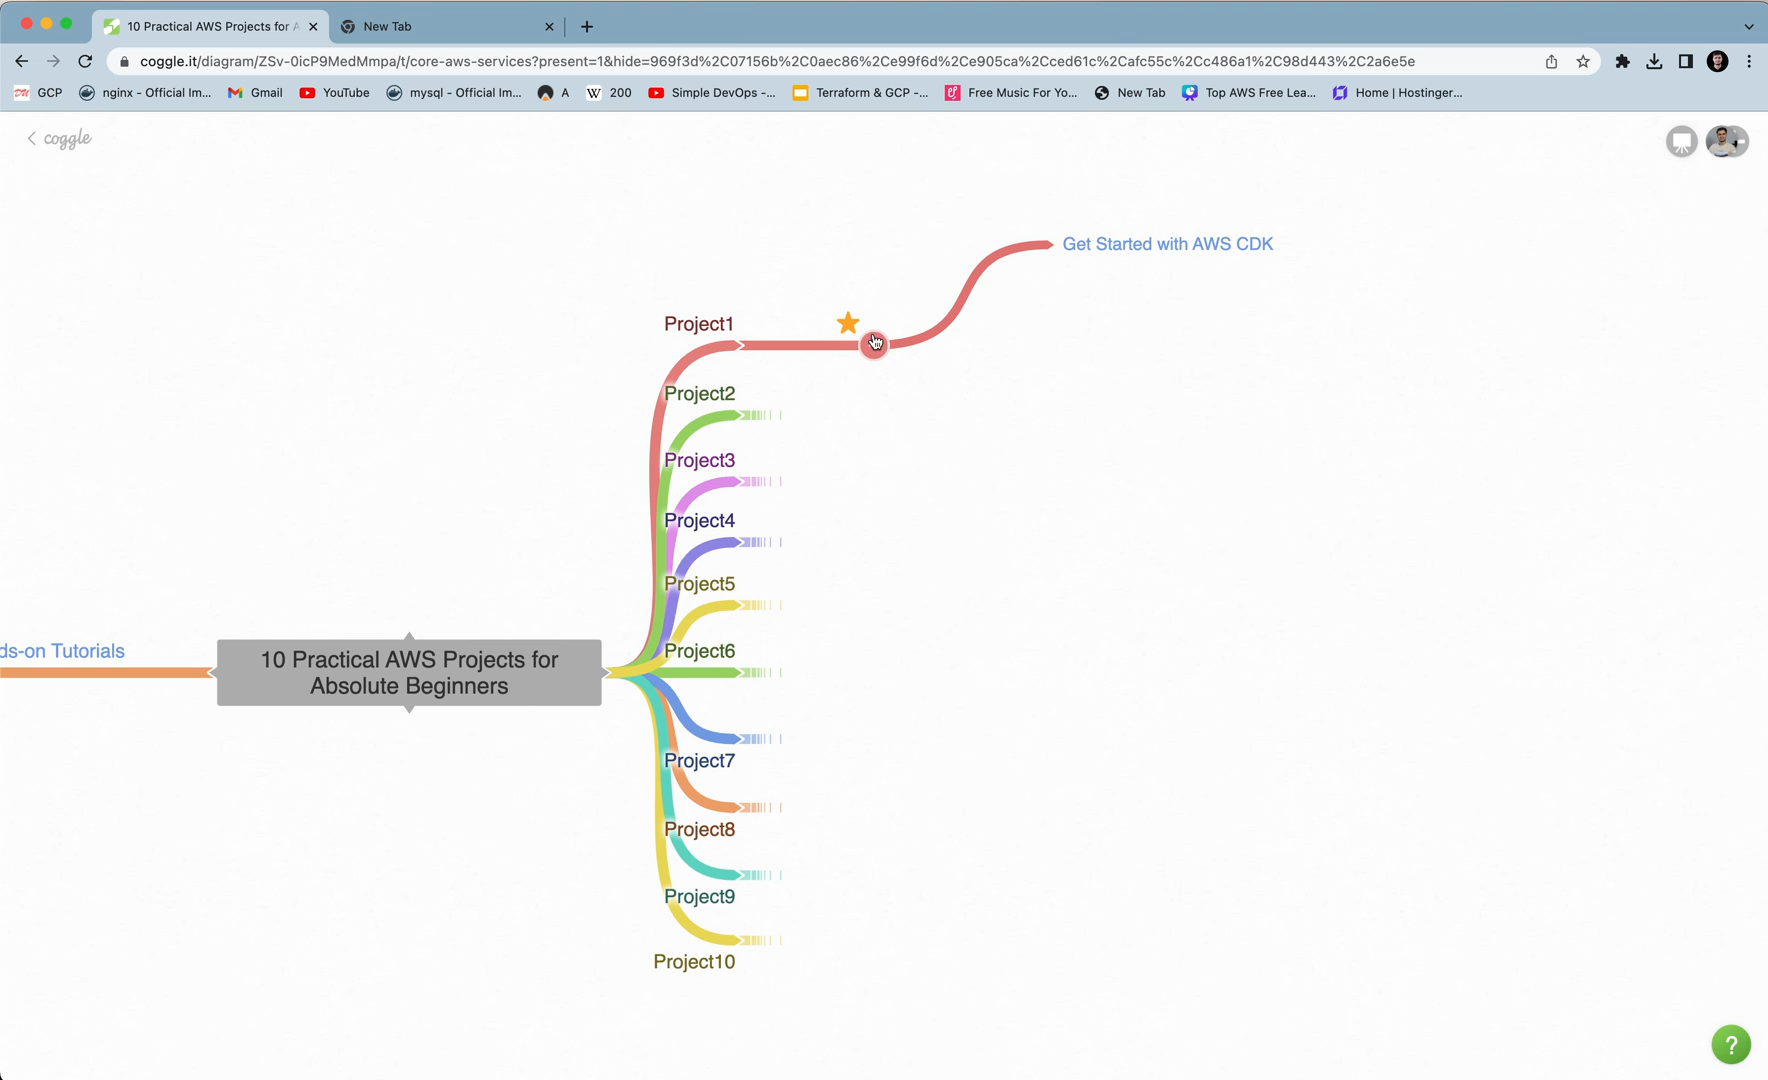 10 Practical AWS Projects for A
New Tab
coggle.it/diagram/ZSv-0icP9MedMmpa/t/core-aws-services?present=1&hide=969f3d%2C07156b%2C0aec86%2Ce99f6d%2Ce905ca%2Cced61c%2Cafc55c%2Cc486a1%2C98d443%2C2a6e5e
GCP
nginx - Official Im...
Gmail
YouTube
mysql - Official Im...
A
W 200
Simple DevOps -...
Terraform & GCP -...
Free Music For Yo...
New Tab
Top AWS Free Lea...
Home | Hostinger...
coggle
Get Started with AWS CDK
Project1
Project2
Project3
Project4
Project5
Project6
ds-on Tutorials
10 Practical AWS Projects for
Absolute Beginners
Project7
Project8
Project9
Project10
?